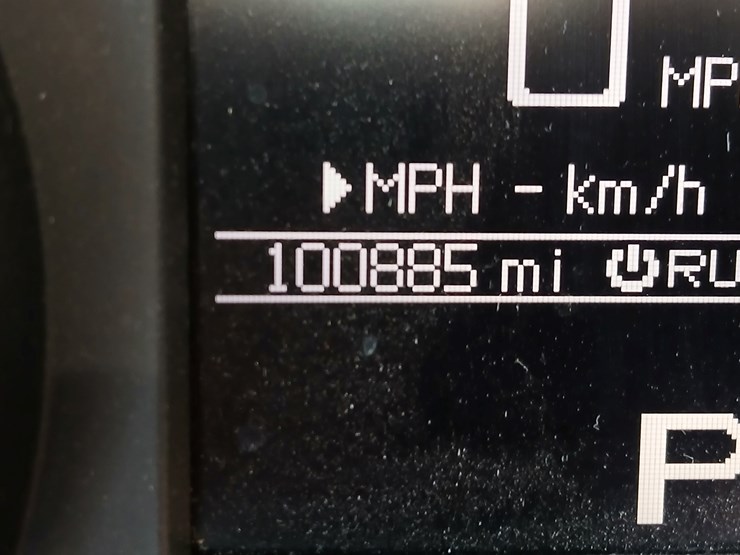 0 MP
▶MPH - km/h
100885 mi RU
P